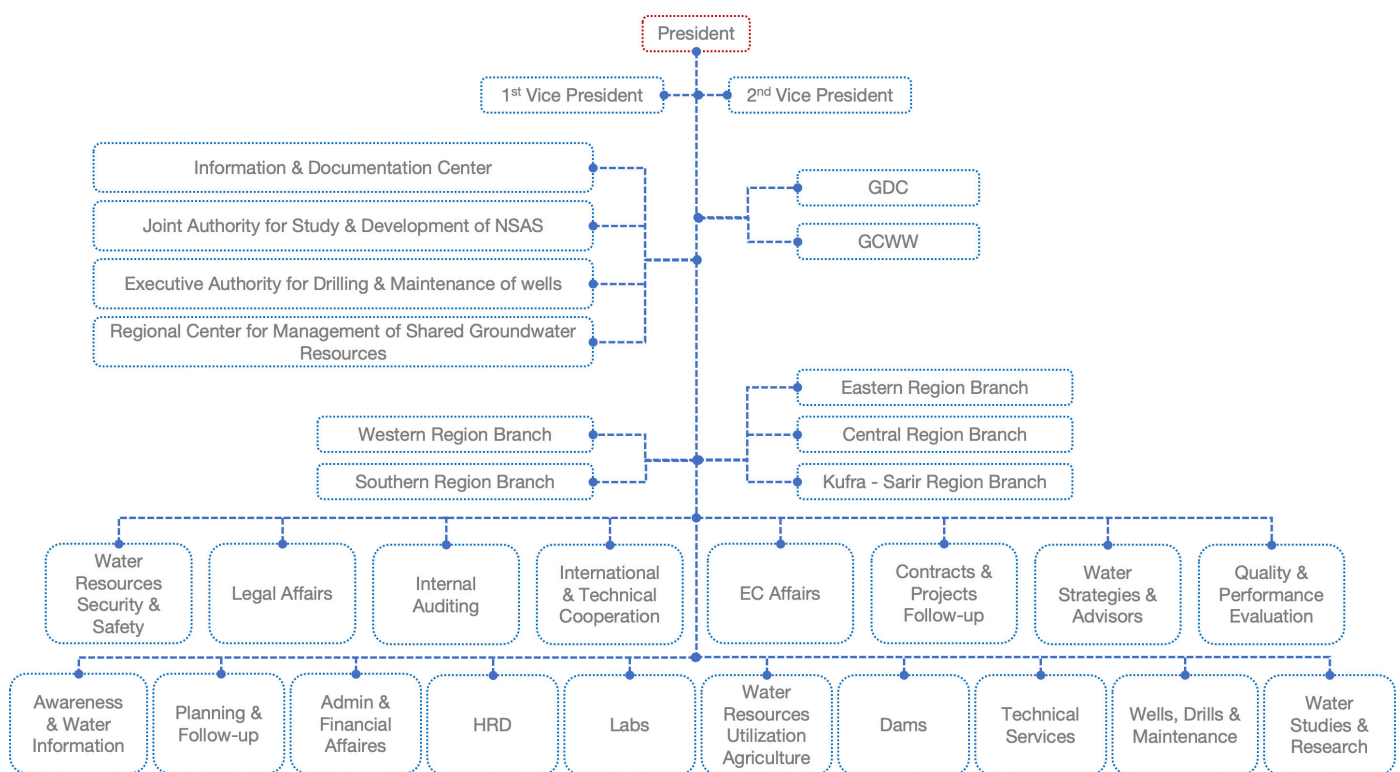 President
1st Vice President
2nd Vice President
Information & Documentation Center
Joint Authority for Study & Development of NSAS
Executive Authority for Drilling & Maintenance of wells
Regional Center for Management of Shared Groundwater
Resources
GDC
GCWW
Western Region Branch
Southern Region Branch
Eastern Region Branch
Central Region Branch
Kufra - Sarir Region Branch
Water
Resources
Security &
Safety
Legal Affairs
Internal
Auditing
International
& Technical
Cooperation
EC Affairs
Contracts &
Projects
Follow-up
Water
Strategies &
Advisors
Quality &
Performance
Evaluation
Awareness
& Water
Information
Planning &
Follow-up
Admin &
Financial
Affaires
HRD
Labs
Water
Resources
Utilization
Agriculture
Dams
Technical
Services
Wells, Drills &
Maintenance
Water
Studies &
Research